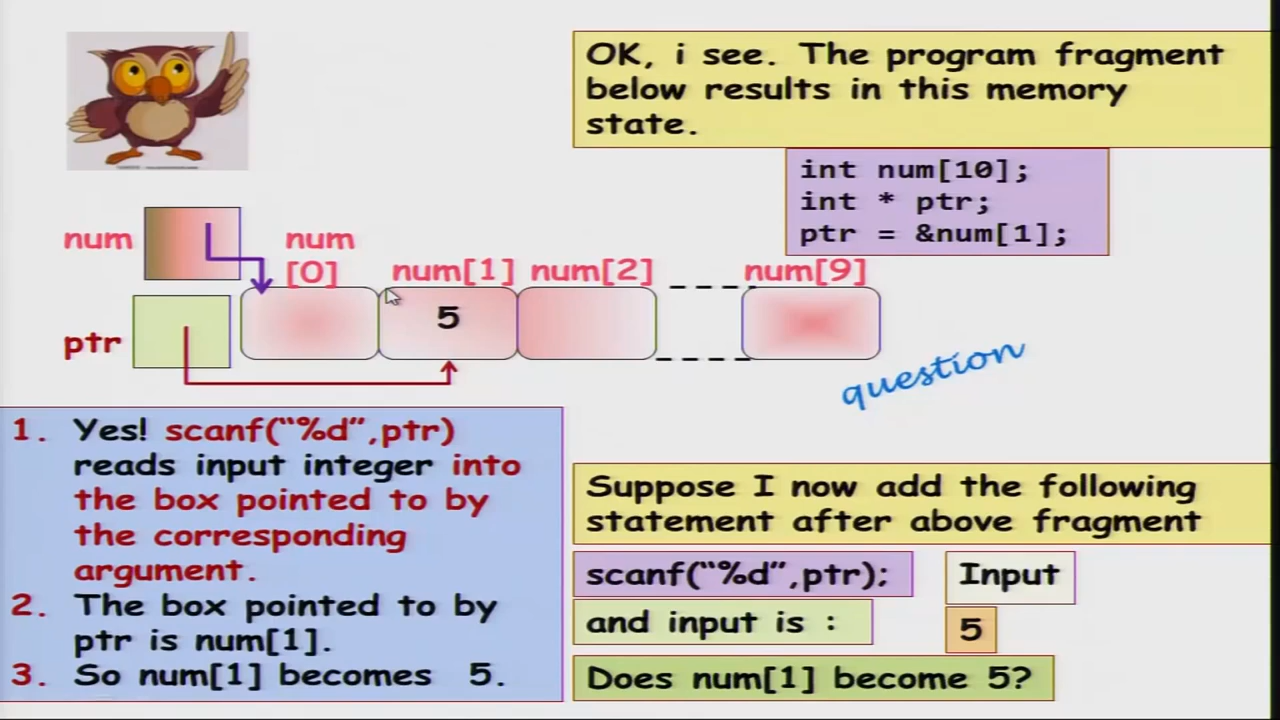 OK, i see. The program fragment
below results in this memory
state.
int num[10];
int * ptr;
ptr = &num[1];
num
num
[0]
num[1]
num[2]
num[9]
5
ptr
question
1. Yes! scanf(“%d”,ptr)
reads input integer into
the box pointed to by
the corresponding
argument.
2. The box pointed to by
ptr is num[1].
3. So num[1] becomes 5.
Suppose I now add the following
statement after above fragment
scanf(“%d”,ptr);
Input
and input is :
5
Does num[1] become 5?